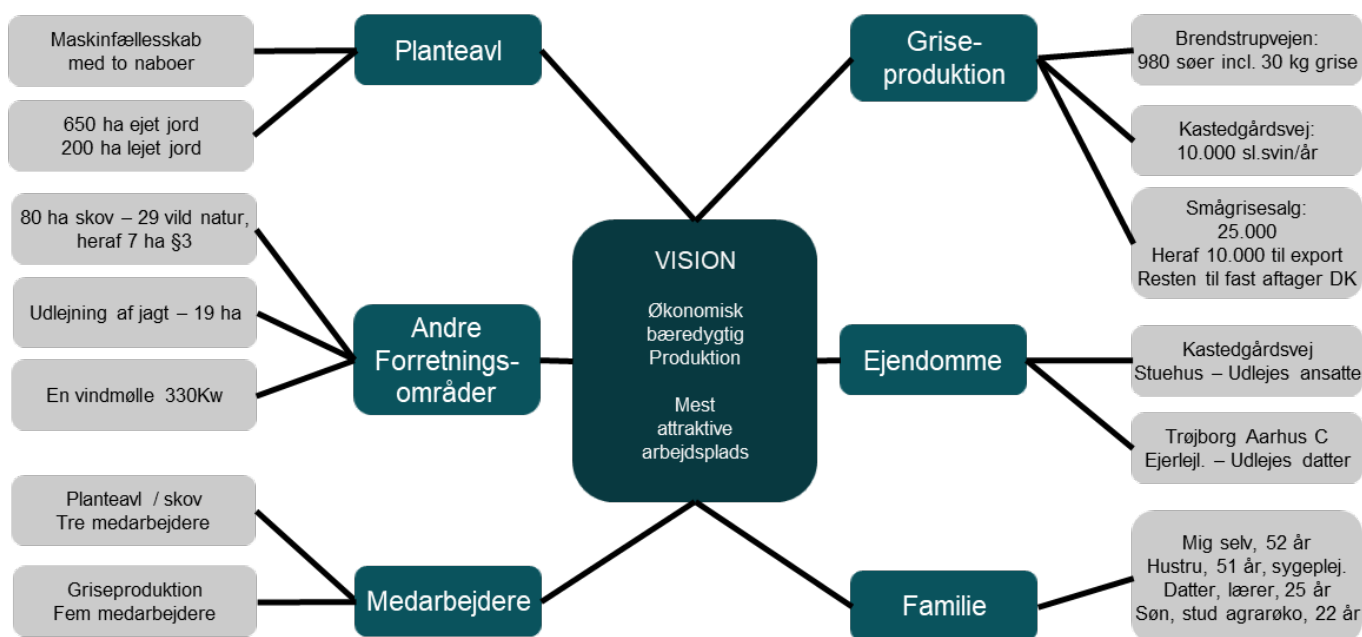 Maskinfællesskab
med to naboer
650 ha ejet jord
200 ha lejet jord
Planteavl
80 ha skov – 29 vild natur,
heraf 7 ha §3
Udlejning af jagt – 19 ha
En vindmølle 330Kw
Andre
Forretnings-
områder
Planteavl / skov
Tre medarbejdere
Griseproduktion
Fem medarbejdere
Medarbejdere
VISION
Økonomisk
bæredygtig
Produktion
Mest
attraktive
arbejdsplads
Grise-
produktion
Brendstrupvejen:
980 søer incl. 30 kg grise
Kastedgårdsvej:
10.000 sl.svin/år
Smågrisesalg:
25.000
Heraf 10.000 til export
Resten til fast aftager DK
Ejendomme
Kastedgårdsvej
Stuehus – Udlejes ansatte
Trøjborg Aarhus C
Ejerlejl. – Udlejes datter
Familie
Mig selv, 52 år
Hustru, 51 år, sygeplej.
Datter, lærer, 25 år
Søn, stud agrarøko, 22 år